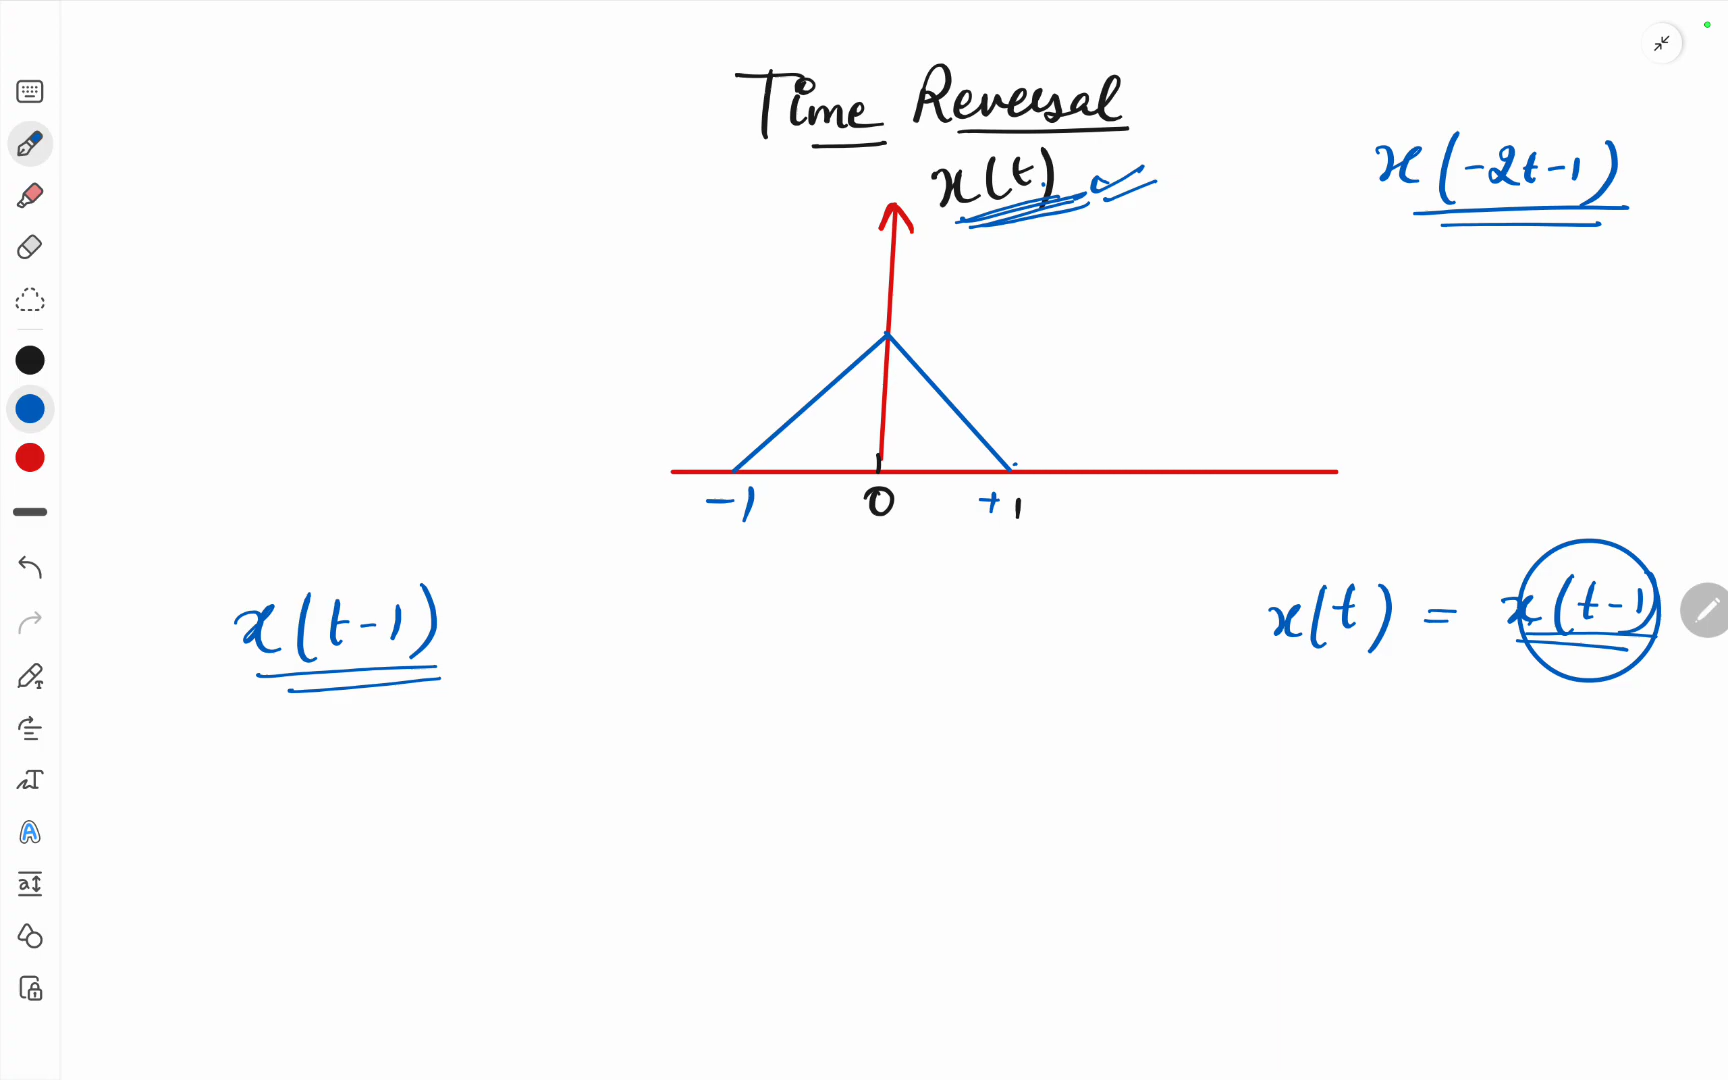 Time Reversal
x(t)
x(-2t-1)
-1 0 +1
x(t-1)
x(t) = x(t-1)